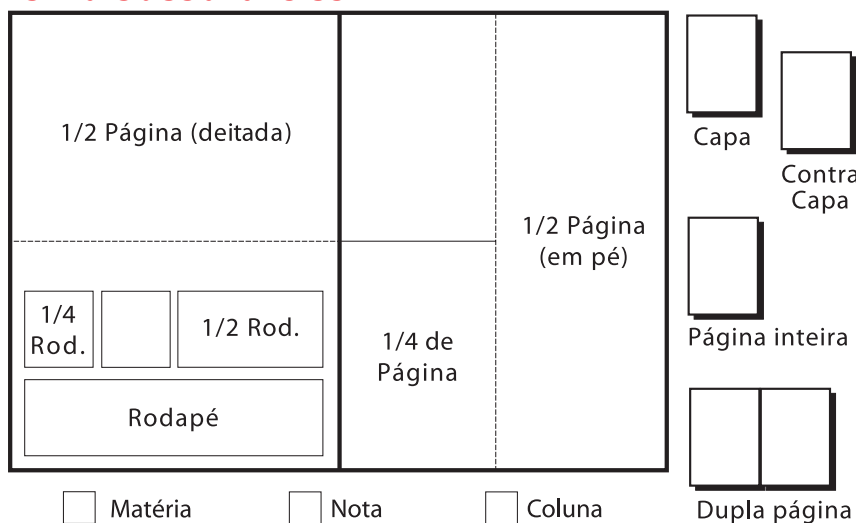 1/2 Página (deitada)
1/2 Página
(em pé)
1/4
Rod.
1/2 Rod.
Rodapé
1/4 de
Página
Capa
Contra
Capa
Página inteira
Dupla página
Matéria
Nota
Coluna